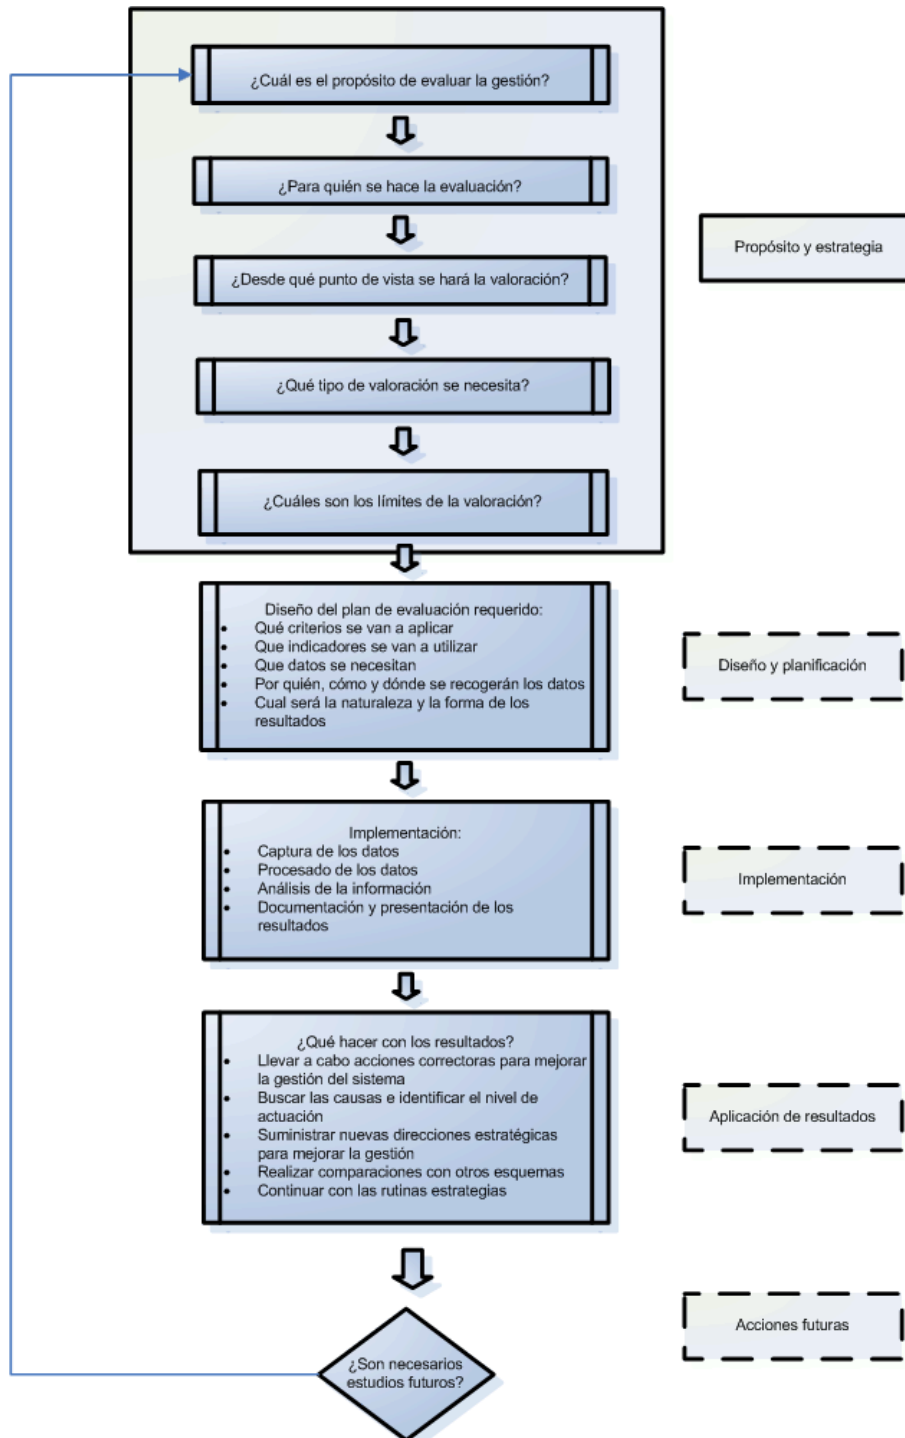 ¿Cuál es el propósito de evaluar la gestión?
¿Para quién se hace la evaluación?
Propósito y estrategia
¿Desde qué punto de vista se hará la valoración?
¿Qué tipo de valoración se necesita?
¿Cuáles son los límites de la valoración?
Diseño del plan de evaluación requerido:
• Qué criterios se van a aplicar
• Que indicadores se van a utilizar
• Que datos se necesitan
• Por quién, cómo y dónde se recogerán los datos
• Cual será la naturaleza y la forma de los
resultados
Diseño y planificación
Implementación:
• Captura de los datos
• Procesado de los datos
• Análisis de la información
• Documentación y presentación de los
resultados
Implementación
¿Qué hacer con los resultados?
• Llevar a cabo acciones correctoras para mejorar
la gestión del sistema
• Buscar las causas e identificar el nivel de
actuación
• Suministrar nuevas direcciones estratégicas
para mejorar la gestión
• Realizar comparaciones con otros esquemas
• Continuar con las rutinas estrategias
Aplicación de resultados
Acciones futuras
¿Son necesarios
estudios futuros?